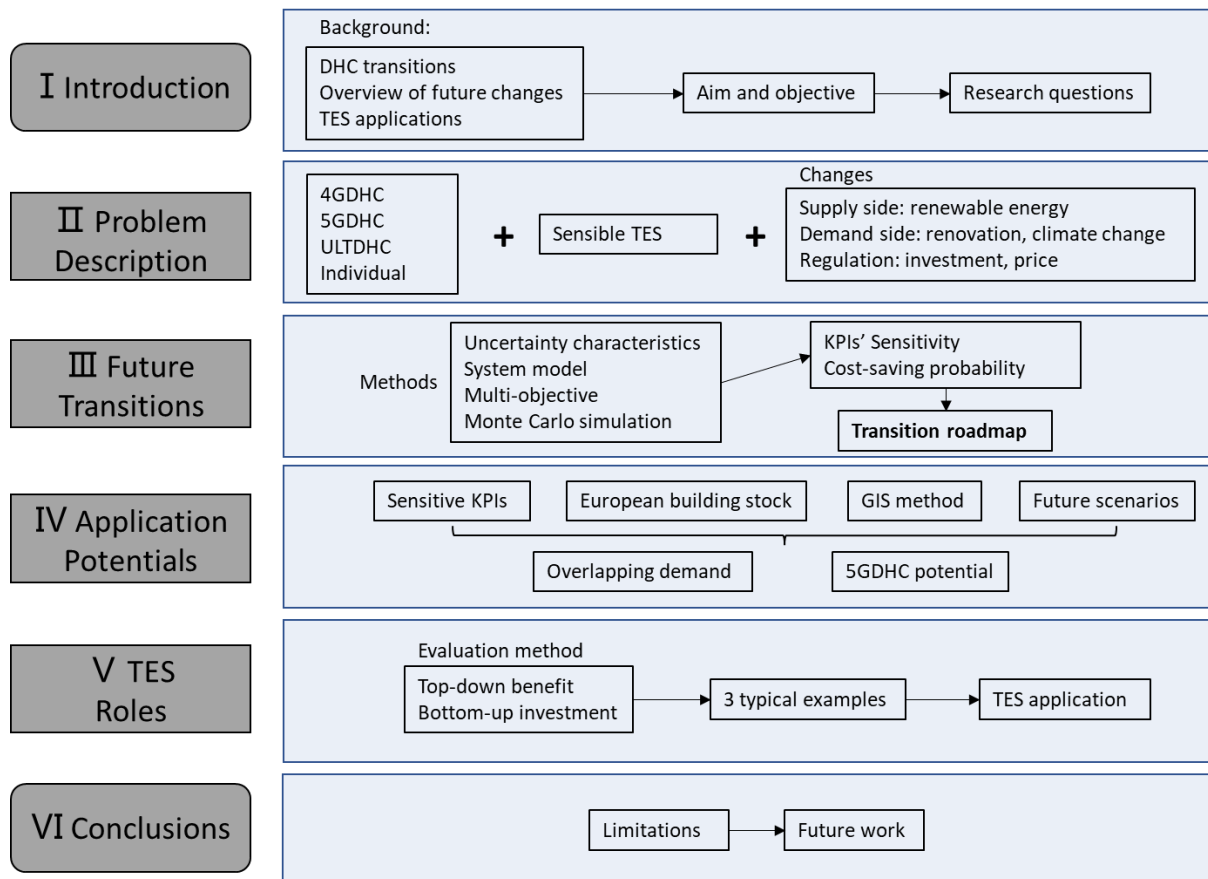 Ⅰ Introduction
Background:
DHC transitions
Overview of future changes
TES applications
Aim and objective
Research questions
Ⅱ Problem
Description
4GDHC
5GDHC
ULTDHC
Individual
+
Sensible TES
+
Changes
Supply side: renewable energy
Demand side: renovation, climate change
Regulation: investment, price
Ⅲ Future
Transitions
Methods
Uncertainty characteristics
System model
Multi-objective
Monte Carlo simulation
KPIs’ Sensitivity
Cost-saving probability
Transition roadmap
Ⅳ Application
Potentials
Sensitive KPIs
European building stock
GIS method
Future scenarios
Overlapping demand
5GDHC potential
Ⅴ TES
Roles
Evaluation method
Top-down benefit
Bottom-up investment
3 typical examples
TES application
Ⅵ Conclusions
Limitations
Future work